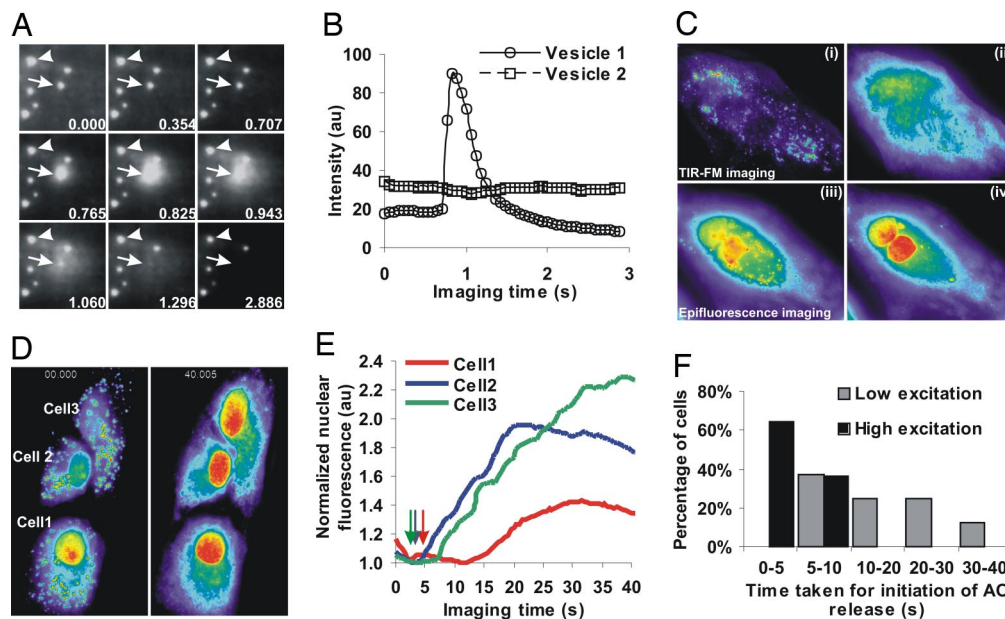 A
0.000
0.354
0.707
0.765
0.825
0.943
1.060
1.296
2.886
B
Vesicle 1
Vesicle 2
100
80
60
40
20
0
Intensity (au)
0
1
2
3
Imaging time (s)
C
(i)
(ii
TIR-FM imaging
(iii)
(iv
Epifluorescence imaging
D
00.000
40.005
Cell3
Cell 2
Cell1
E
Cell1
Cell2
Cell3
2.4
2.2
2.0
1.8
1.6
1.4
1.2
1.0
Normalized nuclear
fluorescence (au)
0
5
10
15
20
25
30
35
40
Imaging time (s)
F
Low excitation
High excitation
80%
60%
40%
20%
0%
Percentage of cells
0-5
5-10
10-20
20-30
30-40
Time taken for initiation of AO
release (s)